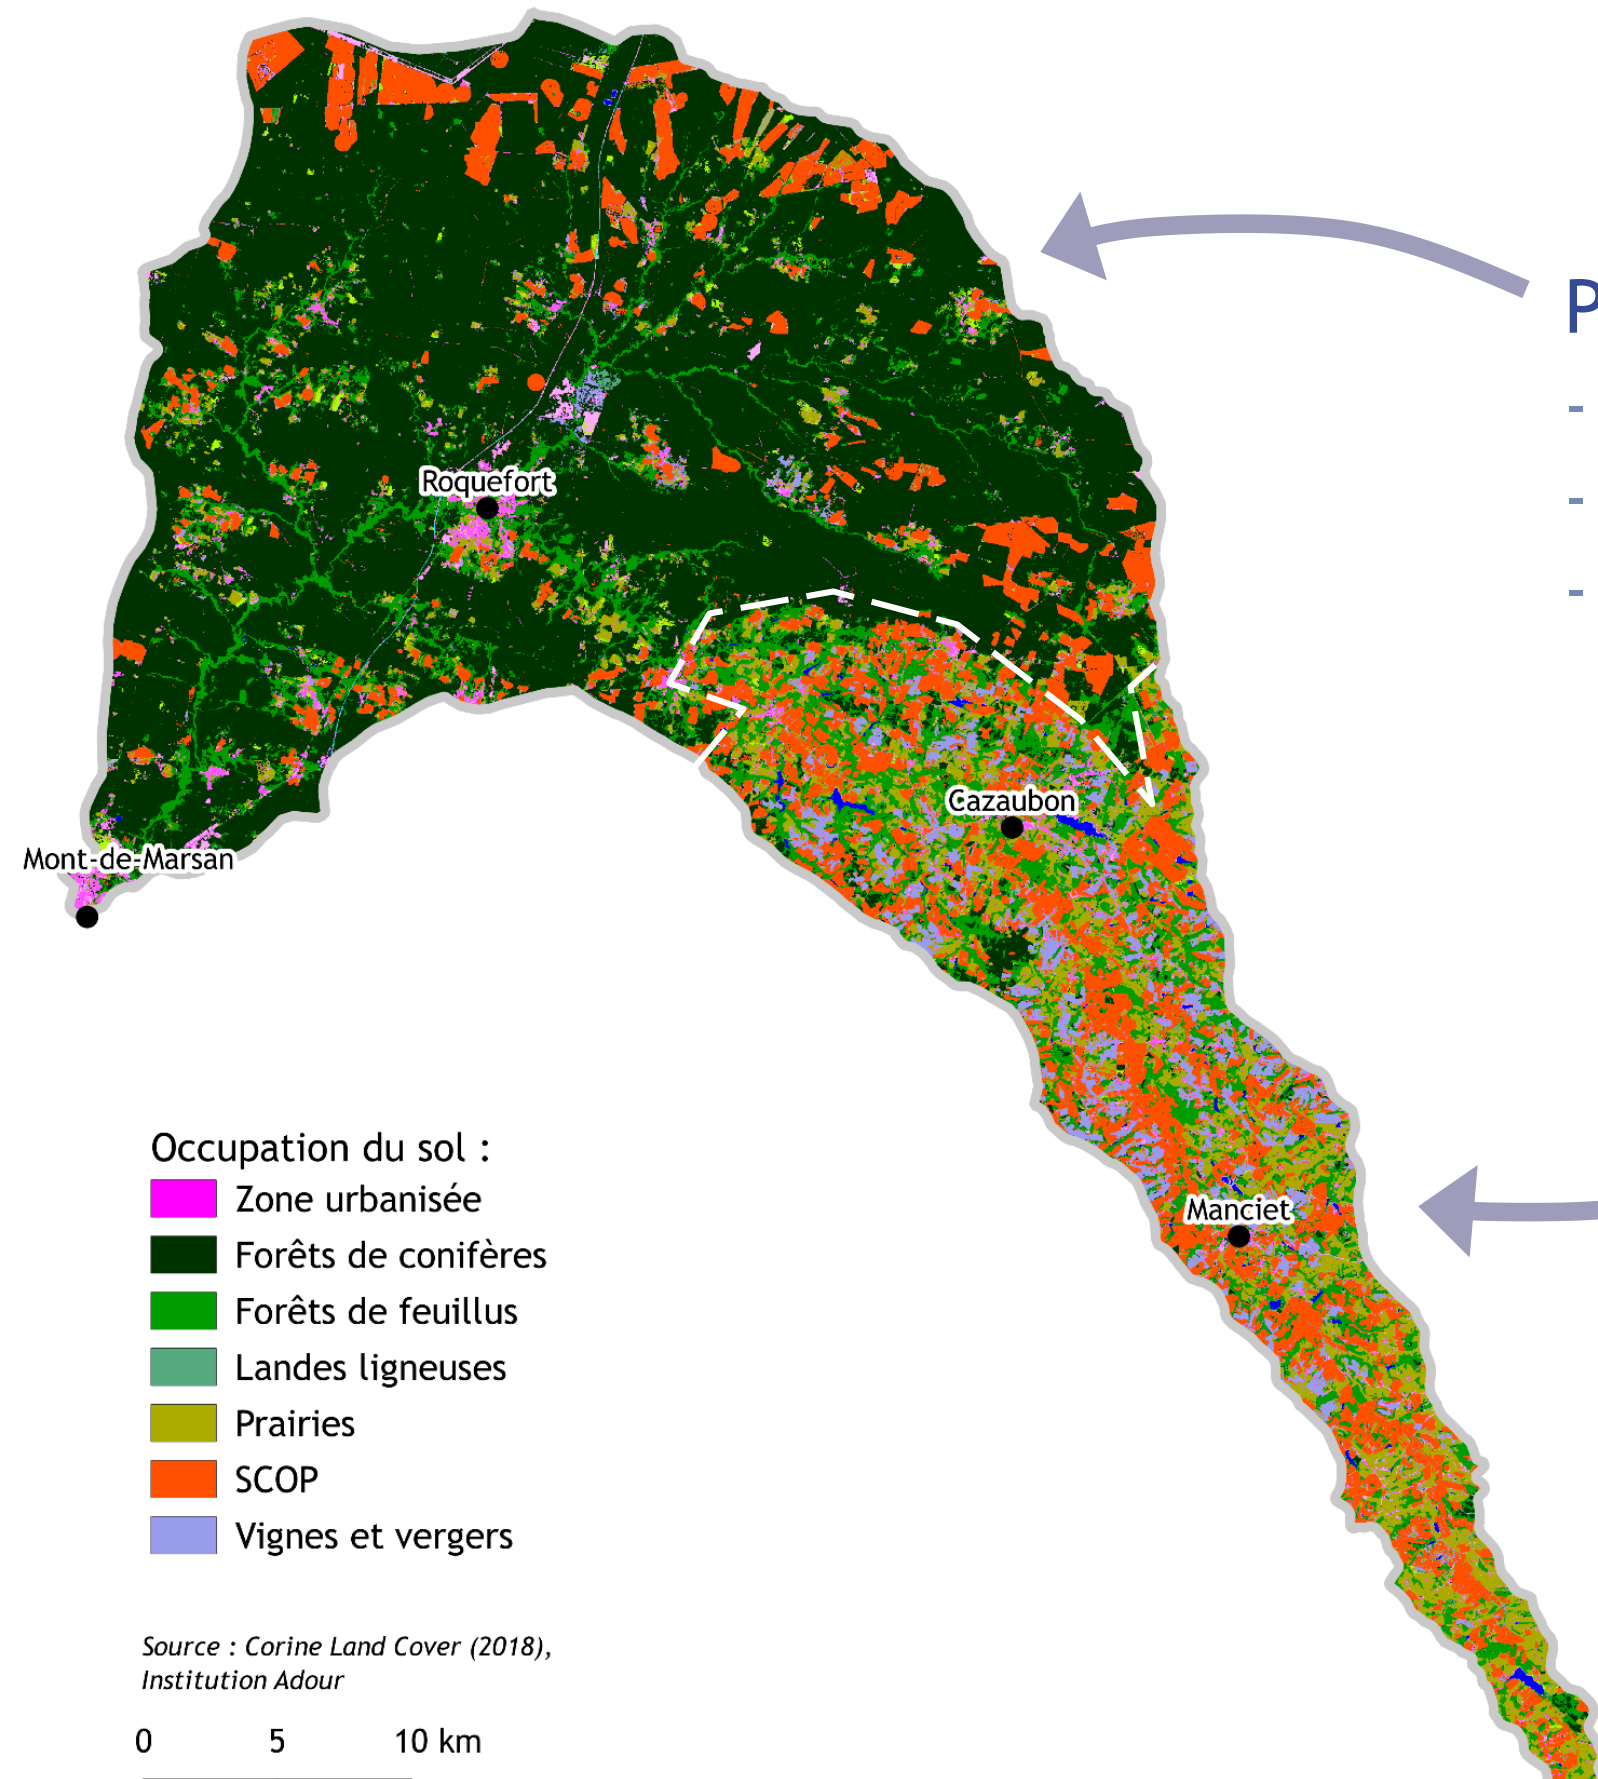 P
-
-
-
Roquefort
Cazaubon
Mont-de-Marsan
Manciet
Occupation du sol :
Zone urbanisée
Forêts de conifères
Forêts de feuillus
Landes ligneuses
Prairies
SCOP
Vignes et vergers
Source : Corine Land Cover (2018),
Institution Adour
0 5 10 km